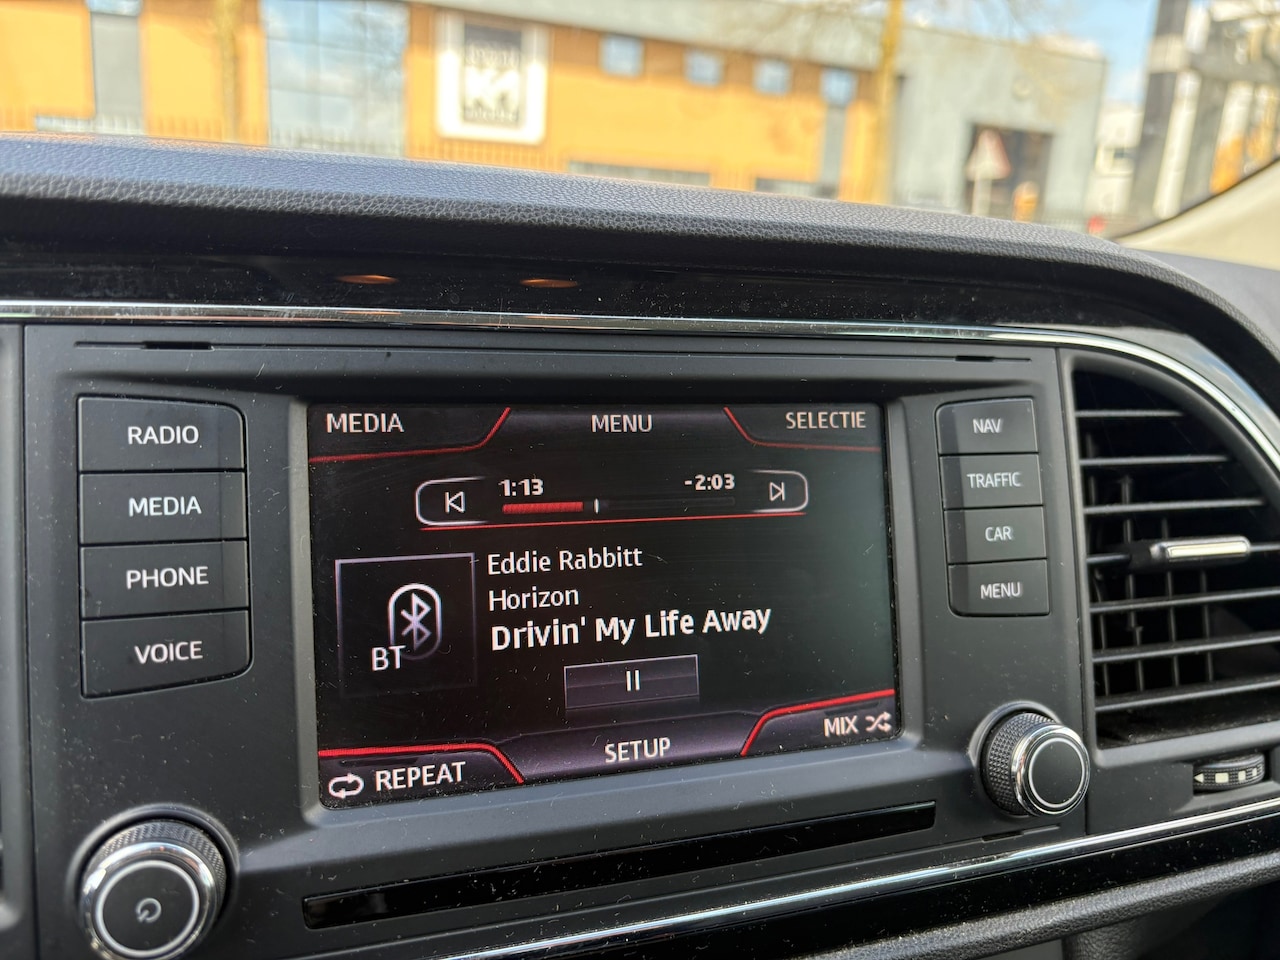 RADIO
MEDIA
PHONE
VOICE
MEDIA
MENU
SELECTIE
1:13
-2:03
Eddie Rabbitt
Horizon
Drivin' My Life Away
BT
REPEAT
SETUP
MIX
NAV
TRAFFIC
CAR
MENU